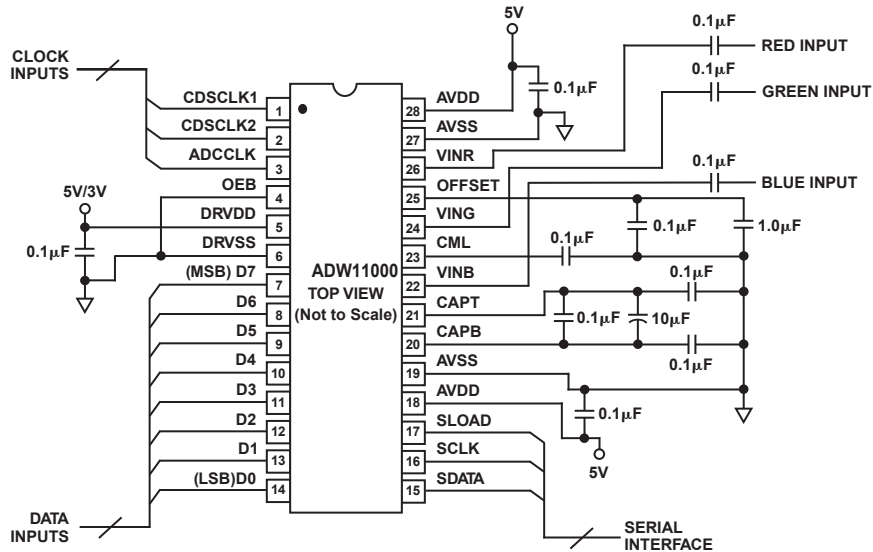 CLOCK
INPUTS
5V
0.1μF
0.1μF
RED INPUT
0.1μF
GREEN INPUT
0.1μF
BLUE INPUT
CDSCLK1
CDSCLK2
ADCCLK
OEB
DRVDD
DRVSS
(MSB) D7
D6
D5
D4
D3
D2
D1
(LSB)D0
5V/3V
0.1μF
1
2
3
4
5
6
7
8
9
10
11
12
13
14
ADW11000
TOP VIEW
(Not to Scale)
28
27
26
25
24
23
22
21
20
19
18
17
16
15
AVDD
AVSS
VINR
OFFSET
VING
CML
VINB
CAPT
CAPB
AVSS
AVDD
SLOAD
SCLK
SDATA
0.1μF
0.1μF
1.0μF
0.1μF
0.1μF
10μF
0.1μF
0.1μF
5V
DATA
INPUTS
SERIAL
INTERFACE